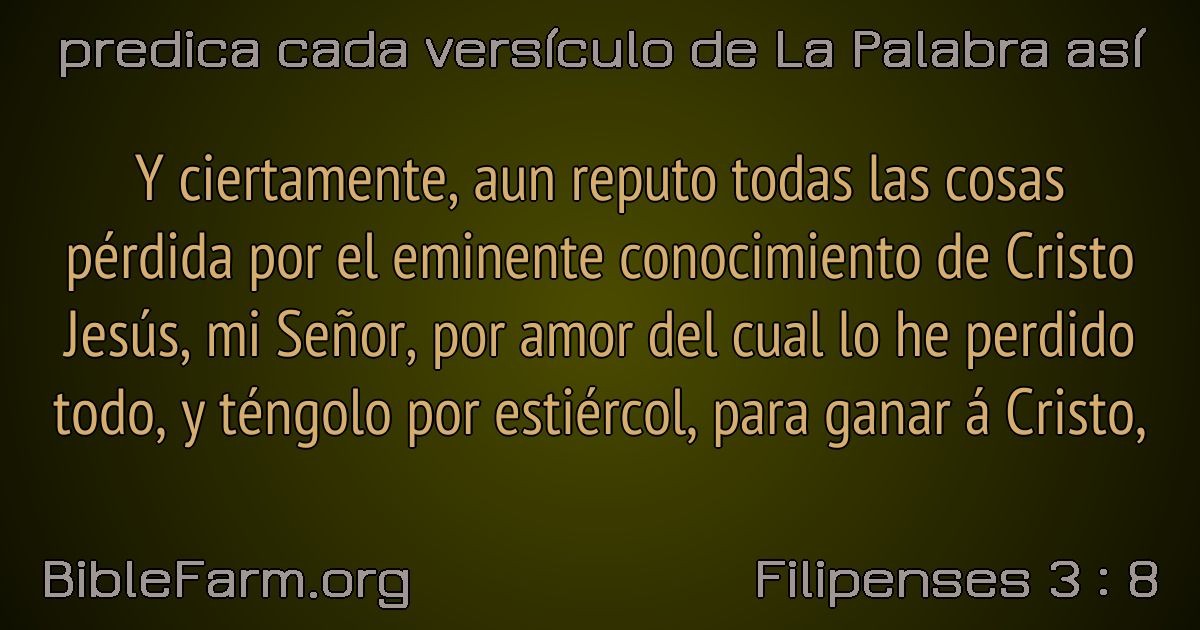 predica cada versículo de La Palabra así
Y ciertamente, aun reputo todas las cosas
pérdida por el eminente conocimiento de Cristo
Jesús, mi Señor, por amor del cual lo he perdido
todo, y téngolo por estiércol, para ganar á Cristo,
BibleFarm.org
Filipenses 3 : 8